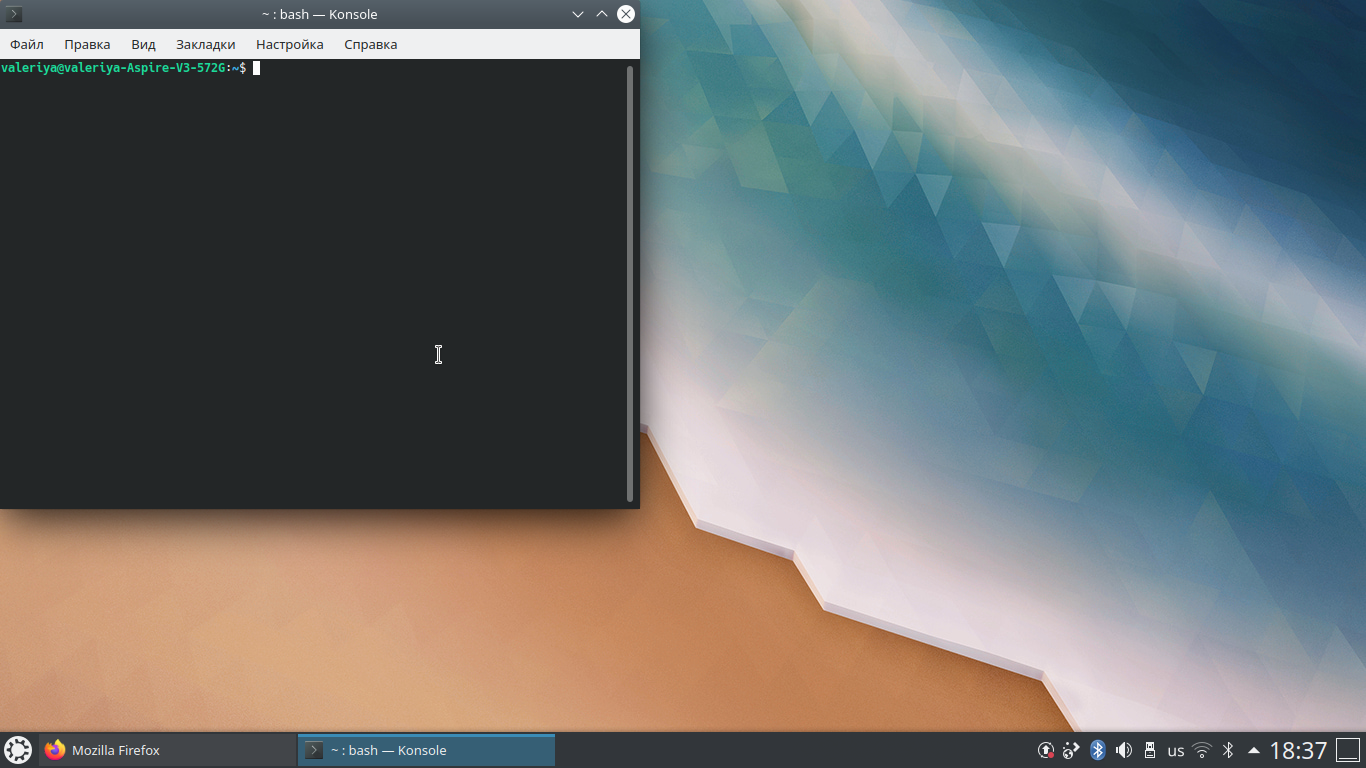 ~ : bash — Konsole
Файл Правка Вид Закладки Настройка Справка
valeriya@valeriya-Aspire-V3-572G:~$
Mozilla Firefox
~ : bash — Konsole
us
18:37